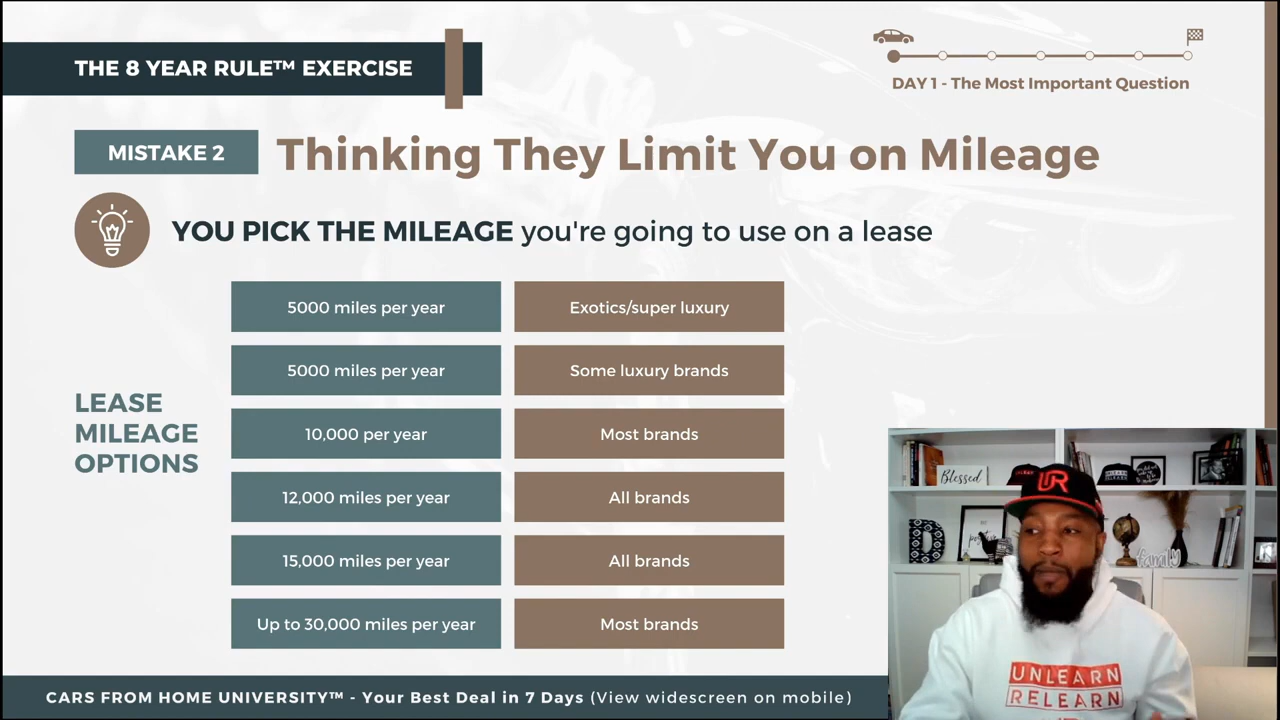 THE 8 YEAR RULE™ EXERCISE
DAY 1 - The Most Important Question
MISTAKE 2
Thinking They Limit You on Mileage
YOU PICK THE MILEAGE you're going to use on a lease
LEASE
MILEAGE
OPTIONS
5000 miles per year
Exotics/super luxury
5000 miles per year
Some luxury brands
10,000 per year
Most brands
12,000 miles per year
All brands
15,000 miles per year
All brands
Up to 30,000 miles per year
Most brands
Blessed
UR
D
family
UNLEARN
RELEARN
CARS FROM HOME UNIVERSITY™ - Your Best Deal in 7 Days (View widescreen on mobile)